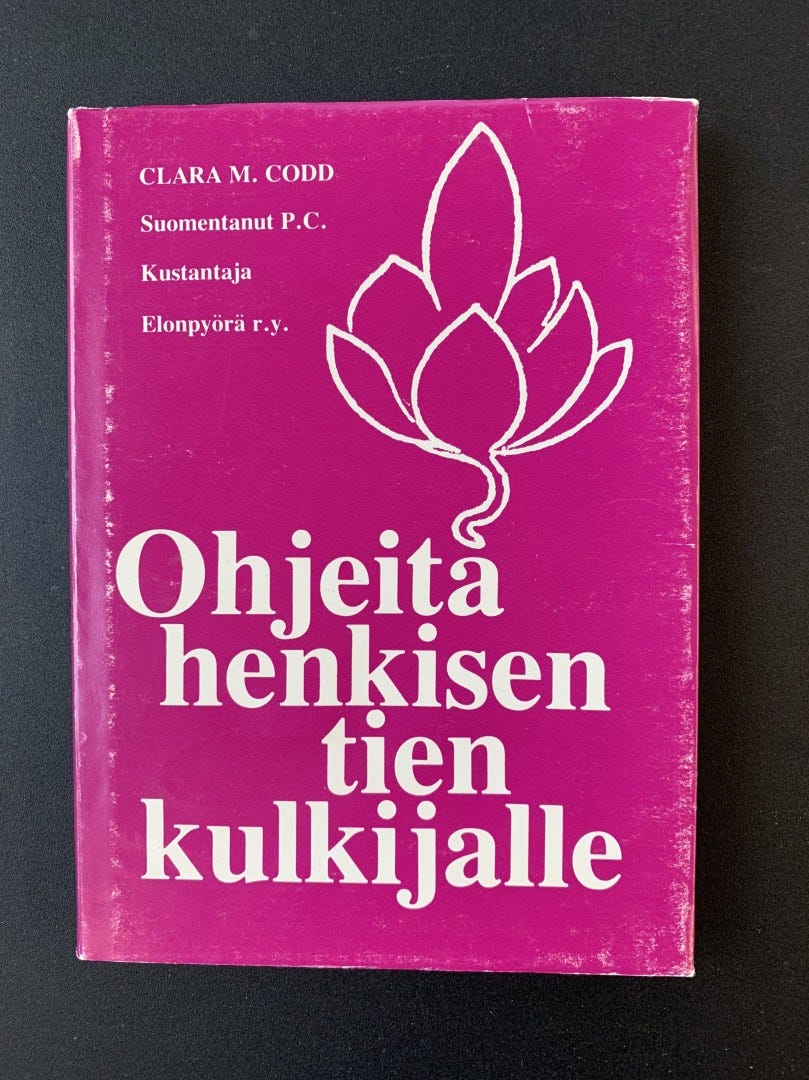 CLARA M. CODD
Suomentanut P.C.
Kustantaja
Elonpyörä r.y.
Ohjeita
henkisen
tien
kulkijalle